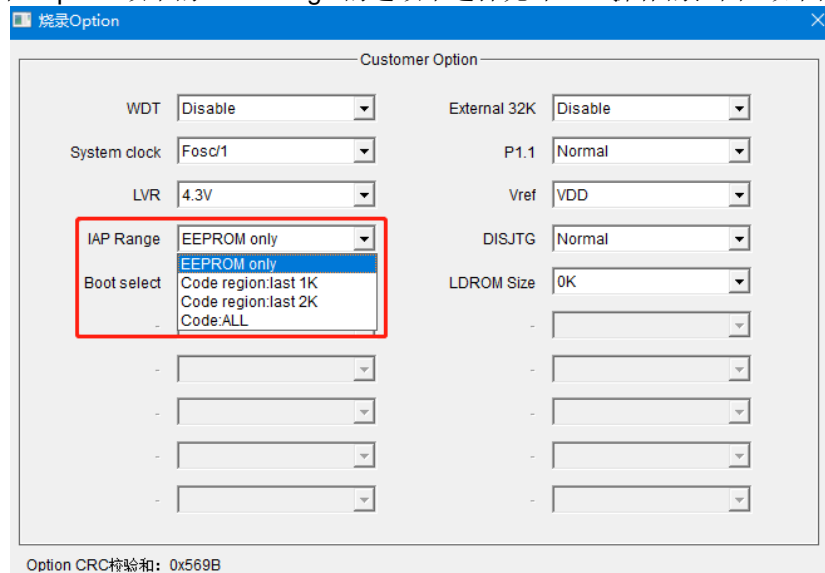 烧录Option
Customer Option
WDT Disable External 32K Disable
System clock Fosc/1 P1.1 Normal
LVR 4.3V Vref VDD
IAP Range EEPROM only DISJTG Normal
EEPROM only
Boot select Code region:last 1K LDROM Size 0K
Code region:last 2K
Code:ALL
- -
- -
- -
- -
- -
Option CRC校验和: 0x569B